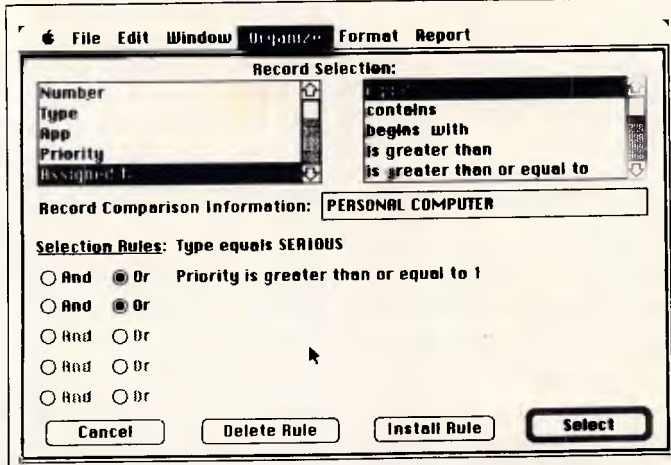 File Edit Window Organize Format Report
Record Selection:
Number
Type
App
Priority
Assigned t
contains
begins with
is greater than
is greater than or equal to
Record Comparison Information: PERSONAL COMPUTER
Selection Rules: Type equals SERIOUS
And Or Priority is greater than or equal to 1
And Or
And Or
And Or
And Or
Cancel Delete Rule Install Rule Select